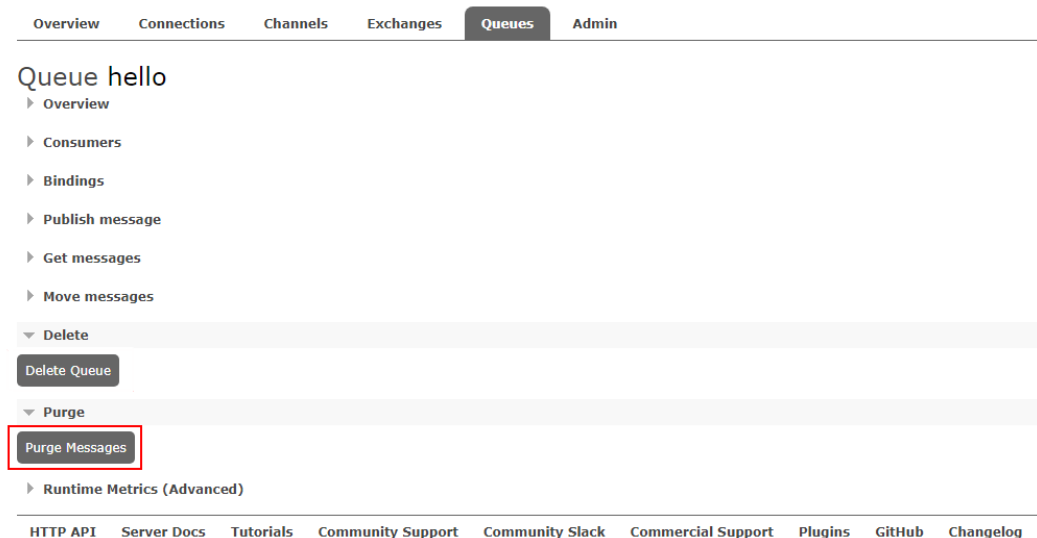 Overview Connections Channels Exchanges Queues Admin
Queue hello
Overview
Consumers
Bindings
Publish message
Get messages
Move messages
Delete
Delete Queue
Purge
Purge Messages
Runtime Metrics (Advanced)
HTTP API Server Docs Tutorials Community Support Community Slack Commercial Support Plugins GitHub Changelog